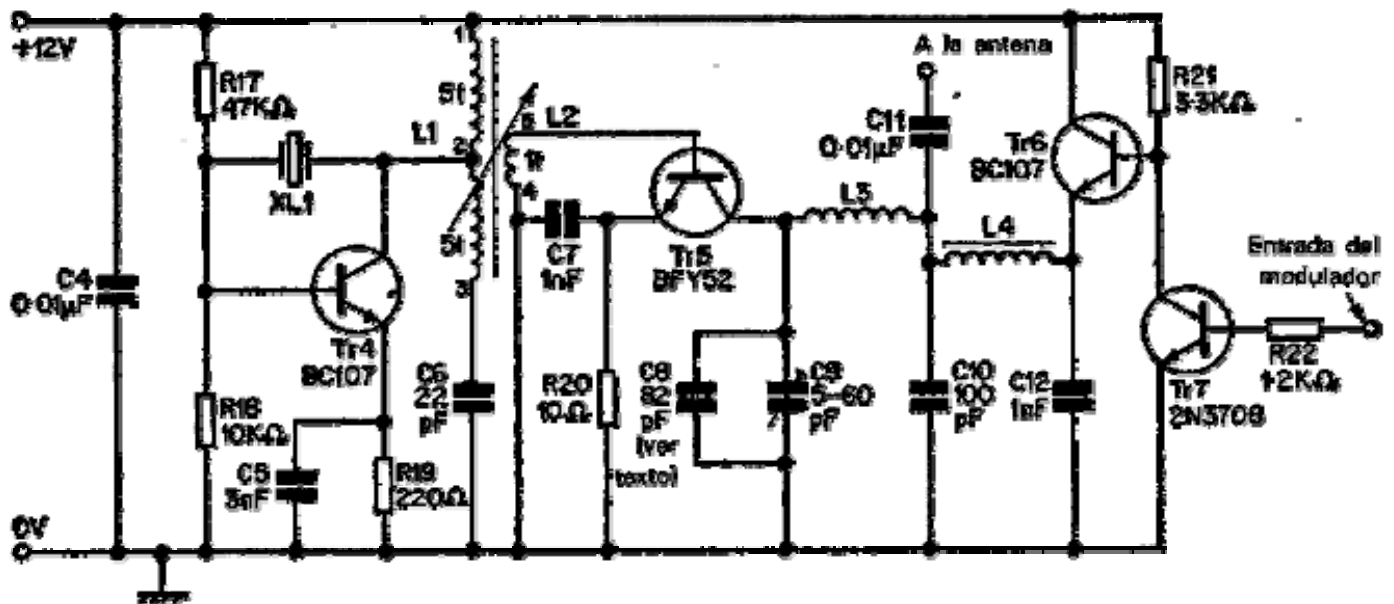 +12V
R17
47KΩ
XL1
C4
0·01µF
Tr4
BC107
R18
10KΩ
C5
3nF
R19
220Ω
0V
L1
1
5t
2
5t
3
C6
22
pF
5
L2
1t
4
C7
1nF
Tr5
BFY52
R20
10Ω
C8
82
pF
(ver
texto)
C9
5-60
pF
L3
A la antena
C11
0·01µF
L4
C10
100
pF
C12
1nF
Tr6
BC107
R21
3·3KΩ
Entrada del
modulador
R22
1·2KΩ
Tr7
2N3708